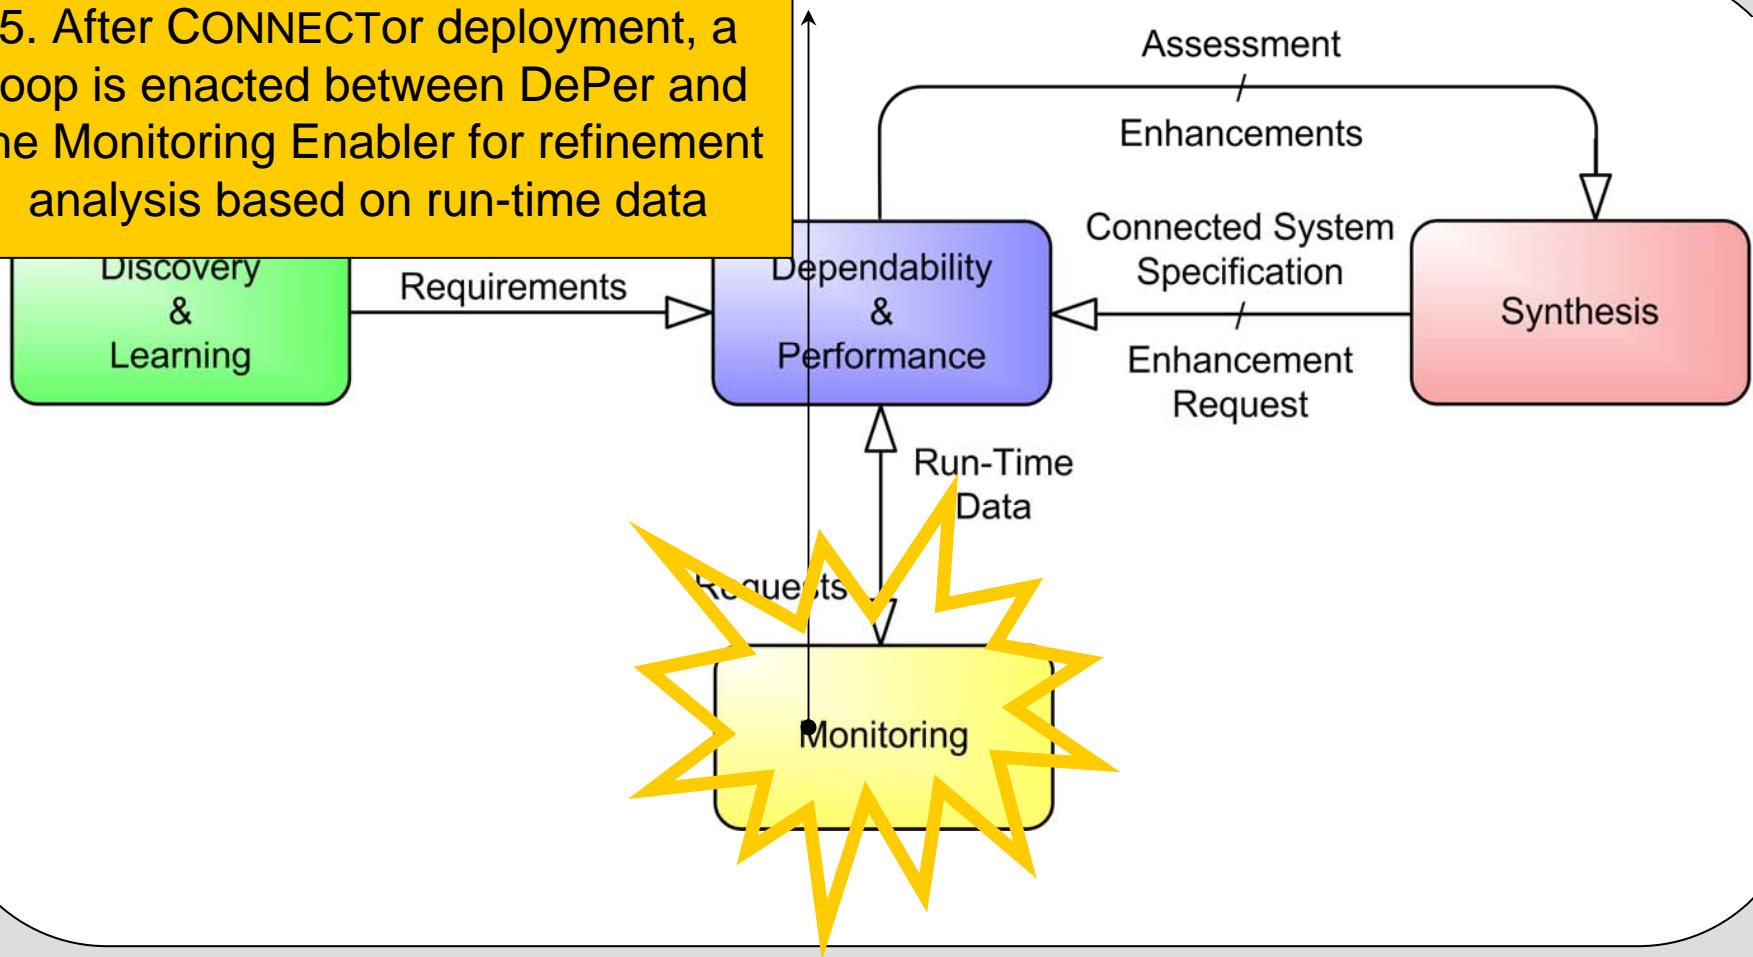 5. After CONNECTor deployment, a
oop is enacted between DePer and
he Monitoring Enabler for refinement
analysis based on run-time data
Assessment
Enhancements
Discovery
&
Learning
Requirements
Dependability
&
Performance
Connected System
Specification
Enhancement
Request
Synthesis
Run-Time
Data
Requests
Monitoring